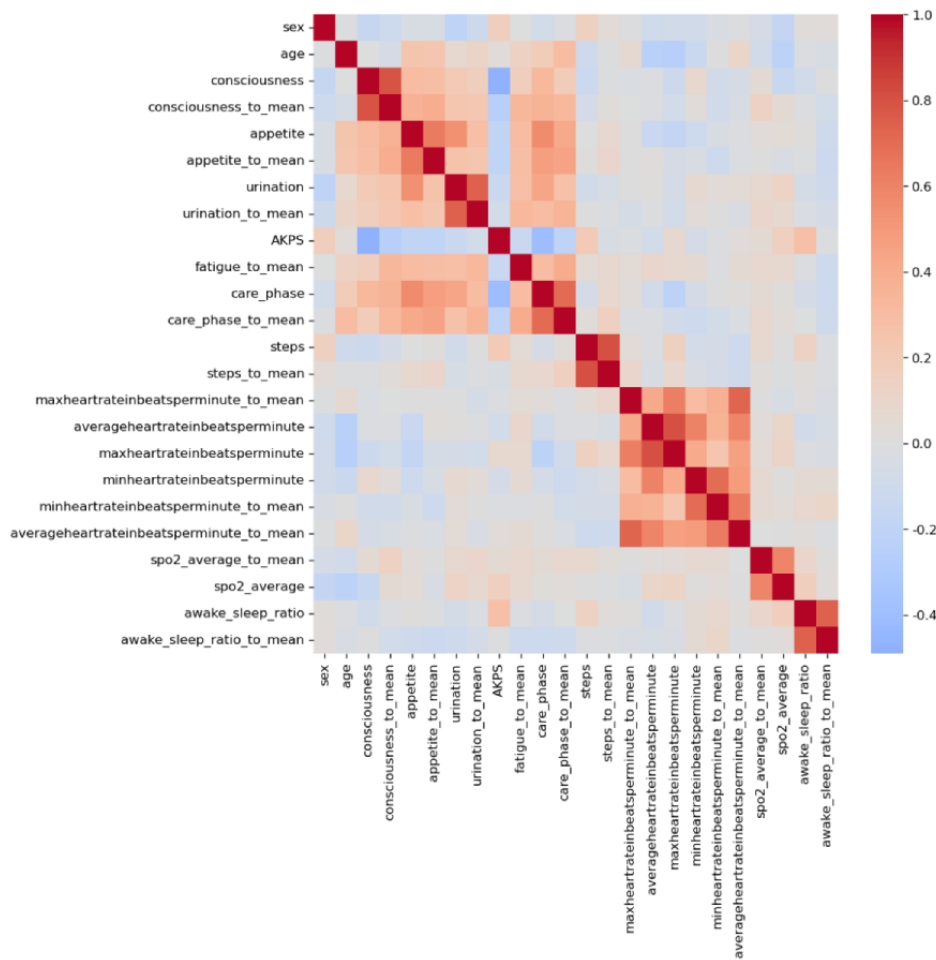 sex
age
consciousness
consciousness_to_mean
appetite
appetite_to_mean
urination
urination_to_mean
AKPS
fatigue_to_mean
care_phase
care_phase_to_mean
steps
steps_to_mean
maxheartrateinbeatsperminute_to_mean
averageheartrateinbeatsperminute
maxheartrateinbeatsperminute
minheartrateinbeatsperminute
minheartrateinbeatsperminute_to_mean
averageheartrateinbeatsperminute_to_mean
spo2_average_to_mean
spo2_average
awake_sleep_ratio
awake_sleep_ratio_to_mean
sex
age
consciousness
consciousness_to_mean
appetite
appetite_to_mean
urination
urination_to_mean
AKPS
fatigue_to_mean
care_phase
care_phase_to_mean
steps
steps_to_mean
maxheartrateinbeatsperminute_to_mean
averageheartrateinbeatsperminute
maxheartrateinbeatsperminute
minheartrateinbeatsperminute
minheartrateinbeatsperminute_to_mean
averageheartrateinbeatsperminute_to_mean
spo2_average_to_mean
spo2_average
awake_sleep_ratio
awake_sleep_ratio_to_mean
1.0
0.8
0.6
0.4
0.2
0.0
-0.2
-0.4